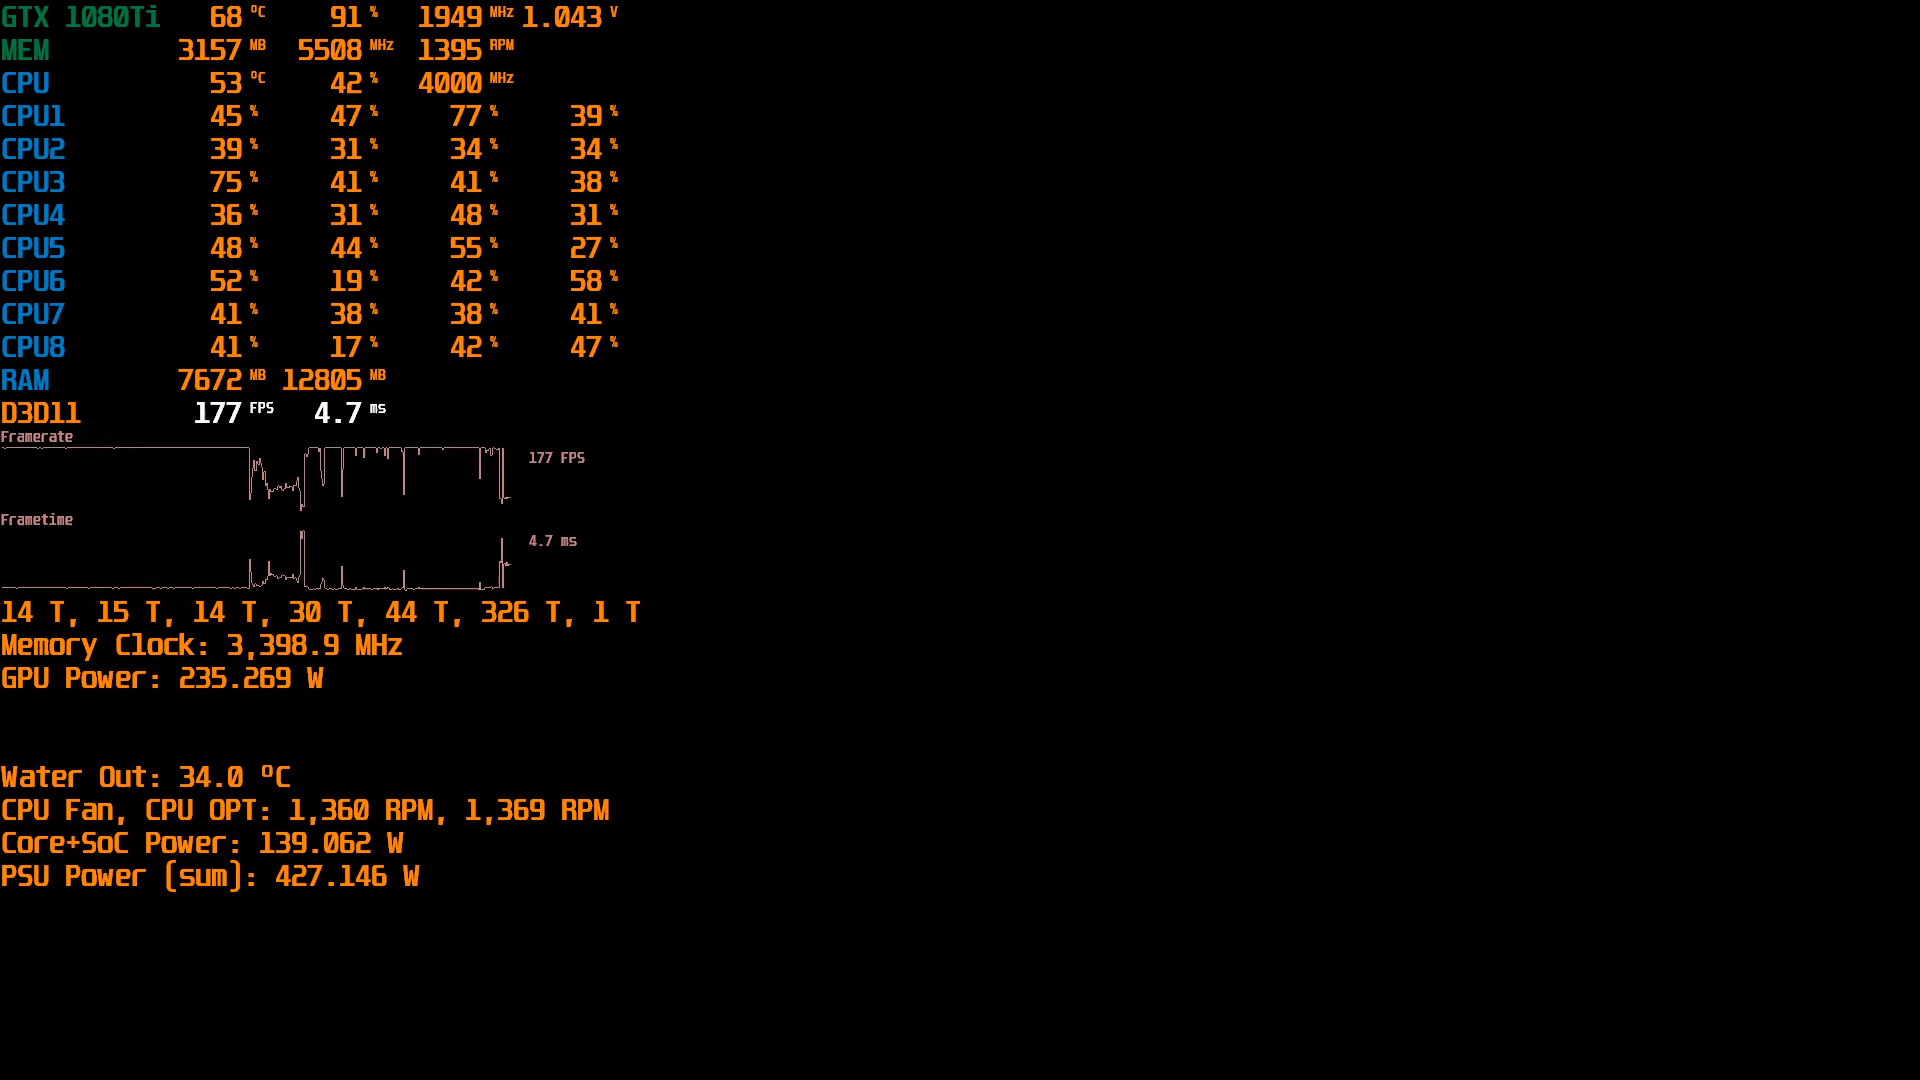 GTX 1080Ti 68 °C 91 % 1949 MHz 1.043 V
MEM 3157 MB 5508 MHz 1395 RPM
CPU 53 °C 42 % 4000 MHz
CPU1 45 % 47 % 77 % 39 %
CPU2 39 % 31 % 34 % 34 %
CPU3 75 % 41 % 41 % 38 %
CPU4 36 % 31 % 48 % 31 %
CPU5 48 % 44 % 55 % 27 %
CPU6 52 % 19 % 42 % 58 %
CPU7 41 % 38 % 38 % 41 %
CPU8 41 % 17 % 42 % 47 %
RAM 7672 MB 12805 MB
D3D11 177 FPS 4.7 ms
Framerate
177 FPS
Frametime
4.7 ms
14 T, 15 T, 14 T, 30 T, 44 T, 326 T, 1 T
Memory Clock: 3,398.9 MHz
GPU Power: 235.269 W
Water Out: 34.0 °C
CPU Fan, CPU OPT: 1,360 RPM, 1,369 RPM
Core+SoC Power: 139.062 W
PSU Power (sum): 427.146 W